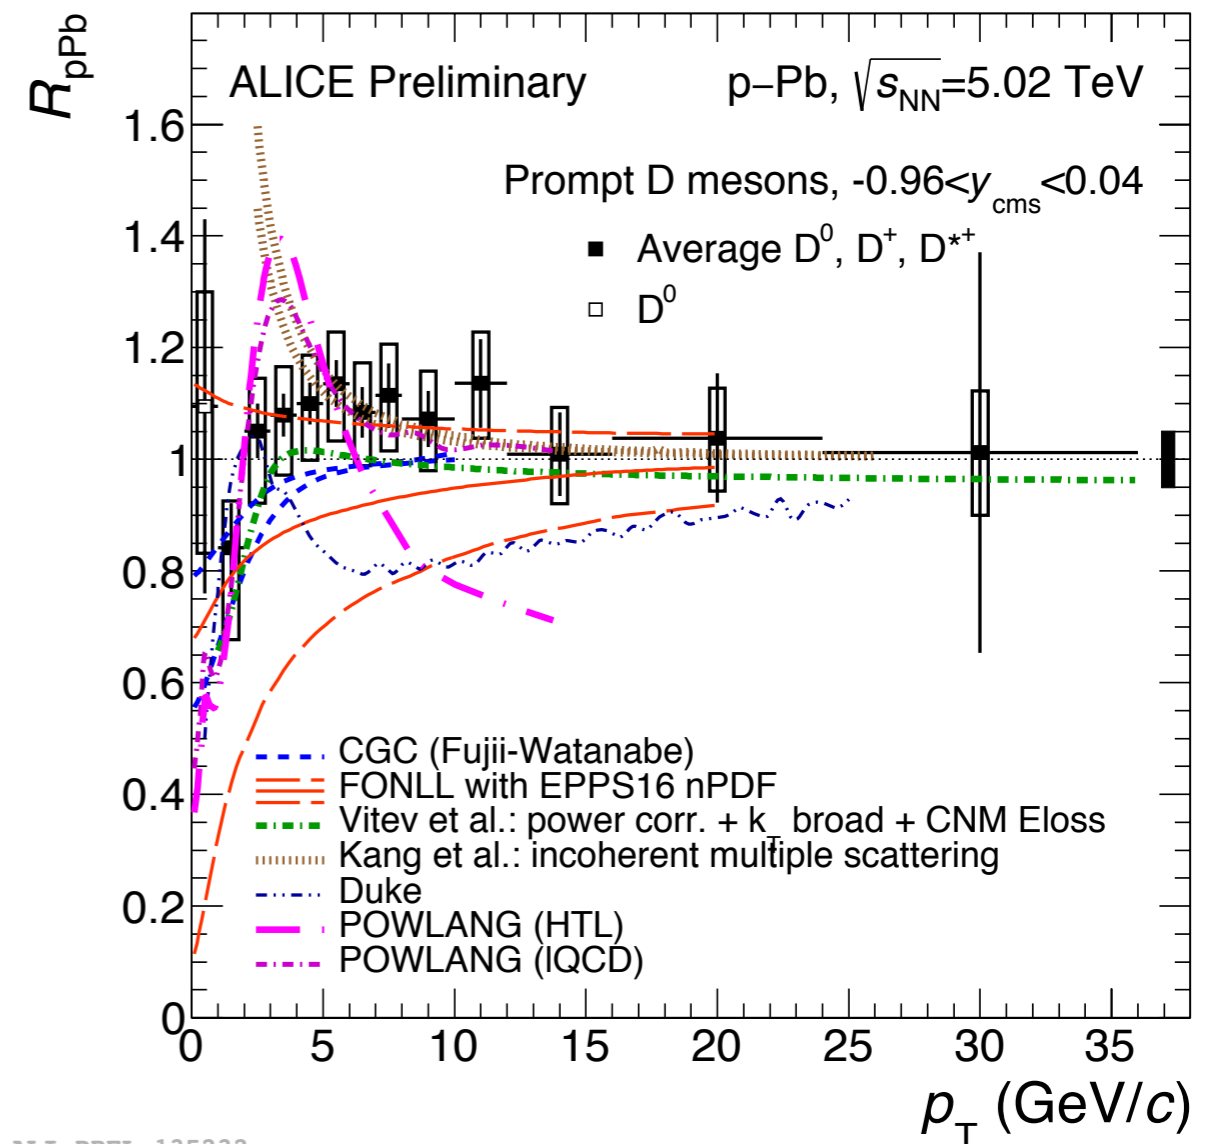 R_pPb
ALICE Preliminary
p–Pb, √s_NN=5.02 TeV
Prompt D mesons, -0.96<y_cms<0.04
Average D^0, D^+, D^*+
D^0
1.6
1.4
1.2
1
0.8
0.6
0.4
0.2
0
CGC (Fujii-Watanabe)
FONLL with EPPS16 nPDF
Vitev et al.: power corr. + k_T broad + CNM Eloss
Kang et al.: incoherent multiple scattering
Duke
POWLANG (HTL)
POWLANG (lQCD)
0 5 10 15 20 25 30 35
p_T (GeV/c)